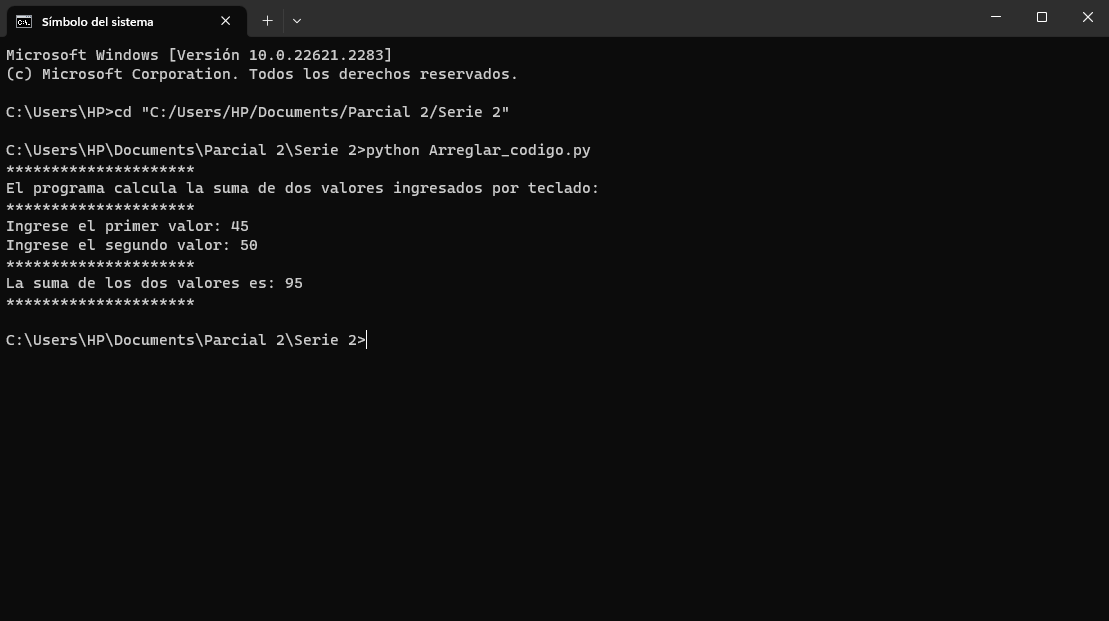 Símbolo del sistema
Microsoft Windows [Versión 10.0.22621.2283]
(c) Microsoft Corporation. Todos los derechos reservados.
C:\Users\HP>cd "C:/Users/HP/Documents/Parcial 2/Serie 2"
C:\Users\HP\Documents\Parcial 2\Serie 2>python Arreglar_codigo.py
*********************
El programa calcula la suma de dos valores ingresados por teclado:
*********************
Ingrese el primer valor: 45
Ingrese el segundo valor: 50
*********************
La suma de los dos valores es: 95
*********************
C:\Users\HP\Documents\Parcial 2\Serie 2>